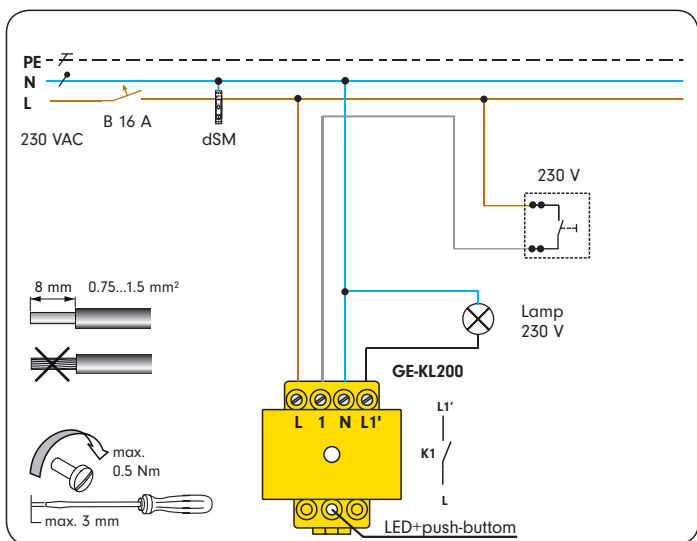 PE
N
L
B 16 A
230 VAC
dSM
230 V
8 mm 0.75...1.5 mm²
Lamp
230 V
GE-KL200
L 1 N L1'
L1'
K1
L
max.
0.5 Nm
max. 3 mm
LED+push-buttom